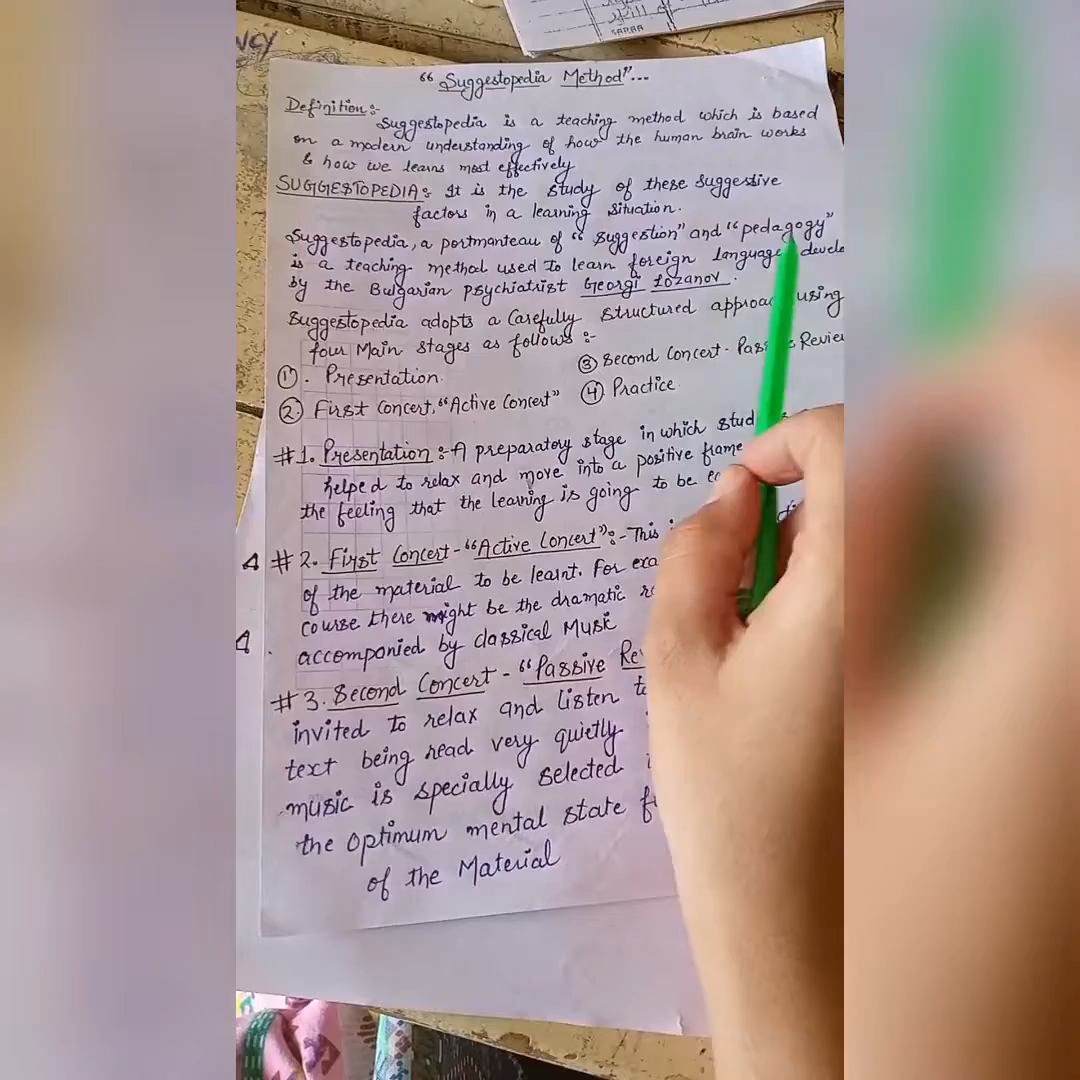 NCY
SARAA
"Suggestopedia Method"...
Definition:-
Suggestopedia is a teaching method which is based
on a modern understanding of how the human brain works
& how we learns most effectively
SUGGESTOPEDIA: It is the study of these suggestive
factors in a learning situation.
Suggestopedia, a portmanteau of "suggestion" and "pedagogy"
is a teaching method used to learn foreign language develo
by the Bulgarian psychiatrist Georgi Lozanov.
Suggestopedia adopts a Carefully structured approac using
four Main stages as follows:-
①. Presentation.
③ Second Concert - Pas Review
② First Concert, "Active Concert"
④ Practice.
#1. Presentation:- A preparatory stage in which stud
helped to relax and move into a positive frame
the feeling that the learning is going to be
#2. First Concert - "Active Concert":- This
of the material to be learnt. For exa
course there might be the dramatic
accomponied by classical Music
#3. Second Concert - "Passive Re
invited to relax and listen
text being read very quietly
music is specially selected
the optimum mental state
of the Material